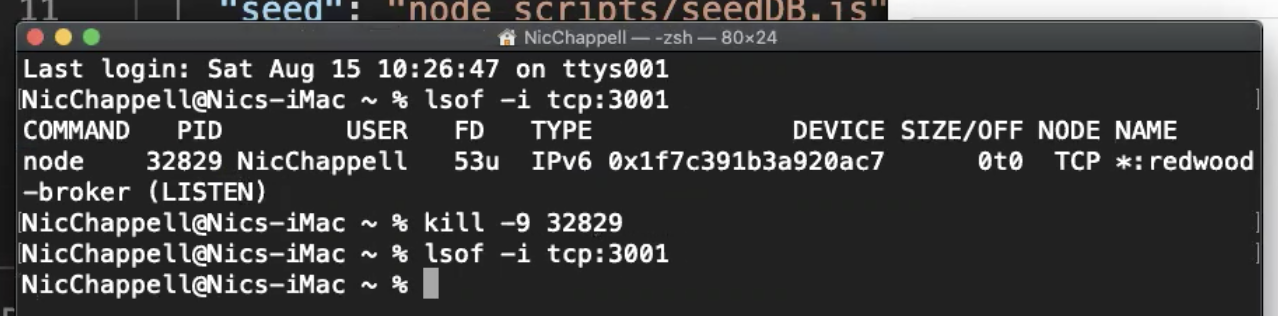 11 "seed": "node scripts/seedDB.js"
NicChappell — -zsh — 80×24
Last login: Sat Aug 15 10:26:47 on ttys001
[NicChappell@Nics-iMac ~ % lsof -i tcp:3001 ]
COMMAND   PID        USER   FD   TYPE             DEVICE SIZE/OFF NODE NAME
node    32829 NicChappell   53u  IPv6 0x1f7c391b3a920ac7      0t0  TCP *:redwood
-broker (LISTEN)
[NicChappell@Nics-iMac ~ % kill -9 32829 ]
[NicChappell@Nics-iMac ~ % lsof -i tcp:3001 ]
NicChappell@Nics-iMac ~ %